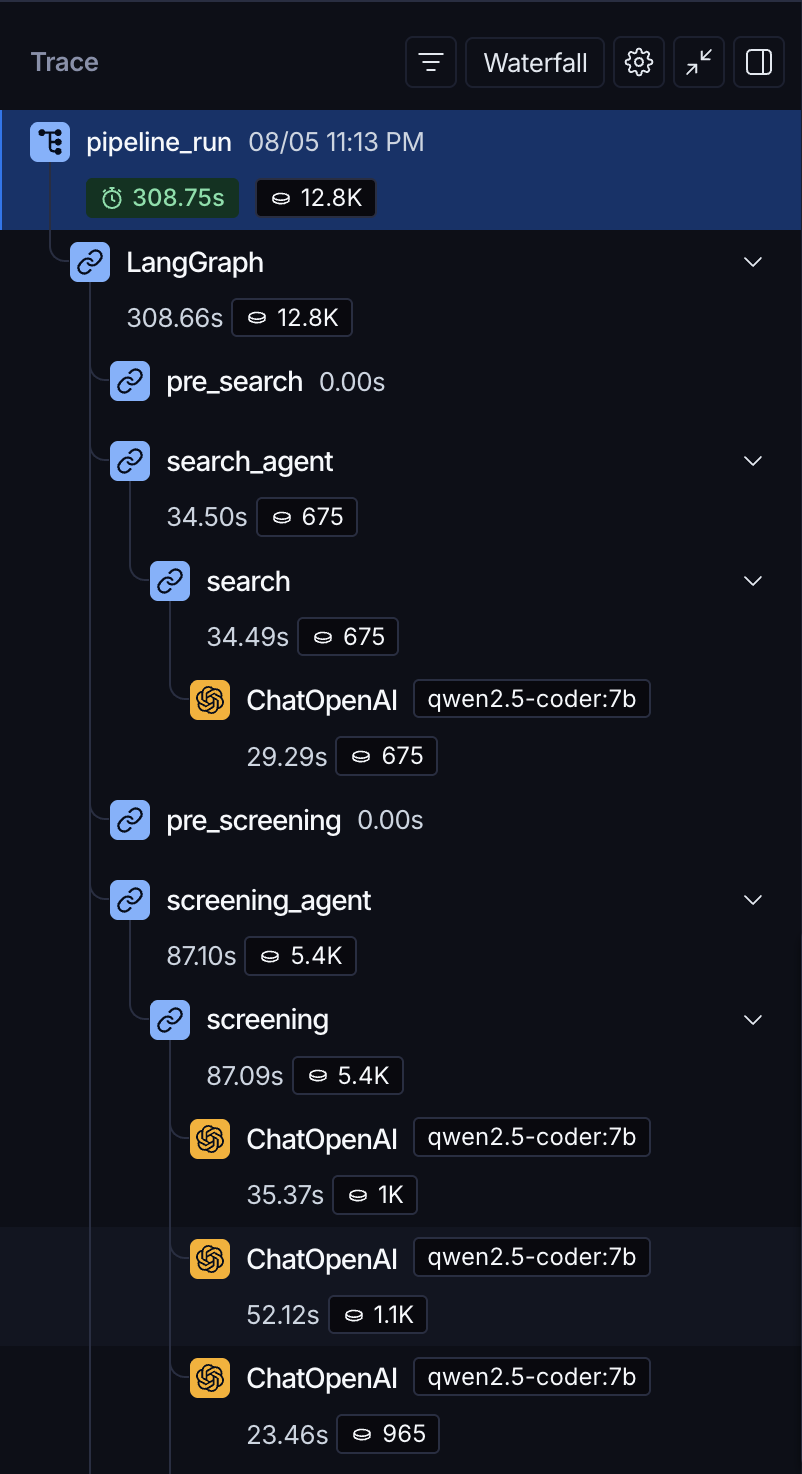 Trace Waterfall
pipeline_run 08/05 11:13 PM
308.75s 12.8K
LangGraph
308.66s 12.8K
pre_search 0.00s
search_agent
34.50s 675
search
34.49s 675
ChatOpenAI qwen2.5-coder:7b
29.29s 675
pre_screening 0.00s
screening_agent
87.10s 5.4K
screening
87.09s 5.4K
ChatOpenAI qwen2.5-coder:7b
35.37s 1K
ChatOpenAI qwen2.5-coder:7b
52.12s 1.1K
ChatOpenAI qwen2.5-coder:7b
23.46s 965